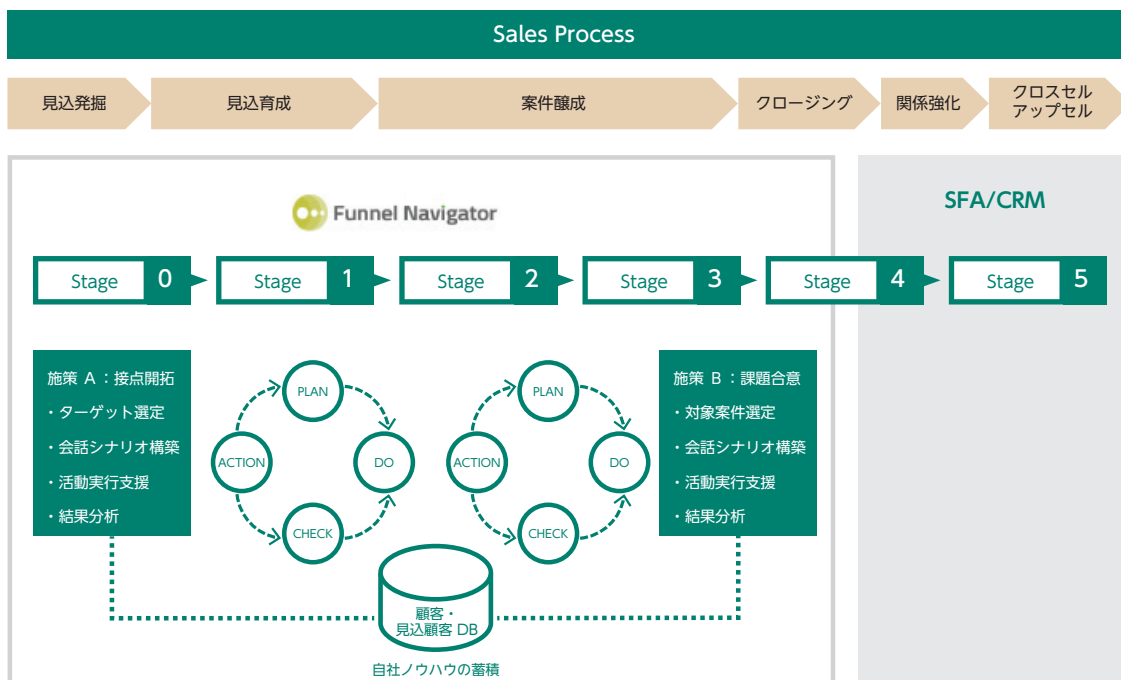 Sales Process
見込発掘
見込育成
案件醸成
クロージング
関係強化
クロスセル
アップセル
Funnel Navigator
SFA/CRM
Stage 0
Stage 1
Stage 2
Stage 3
Stage 4
Stage 5
施策 A：接点開拓
・ターゲット選定
・会話シナリオ構築
・活動実行支援
・結果分析
PLAN
ACTION
DO
CHECK
PLAN
ACTION
DO
CHECK
施策 B：課題合意
・対象案件選定
・会話シナリオ構築
・活動実行支援
・結果分析
顧客・
見込顧客 DB
自社ノウハウの蓄積